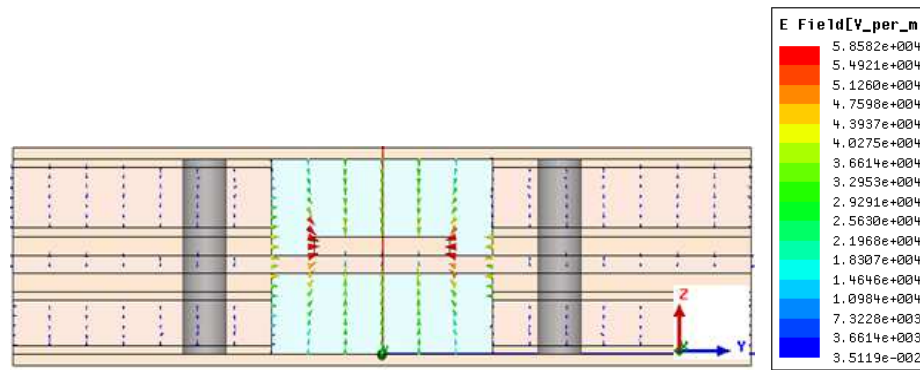 E Field[V_per_m
5.8582e+004
5.4921e+004
5.1260e+004
4.7598e+004
4.3937e+004
4.0275e+004
3.6614e+004
3.2953e+004
2.9291e+004
2.5630e+004
2.1968e+004
1.8307e+004
1.4646e+004
1.0984e+004
7.3228e+003
3.6614e+003
3.5119e-002
Z
Y